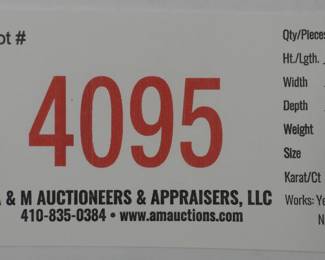 ot #
4095
& M AUCTIONEERS & APPRAISERS, LLC
410-835-0384 • www.amauctions.com
Qty/Pieces
Ht./Lgth.
Width
Depth
Weight
Size
Karat/Ct
Works: Ye
N